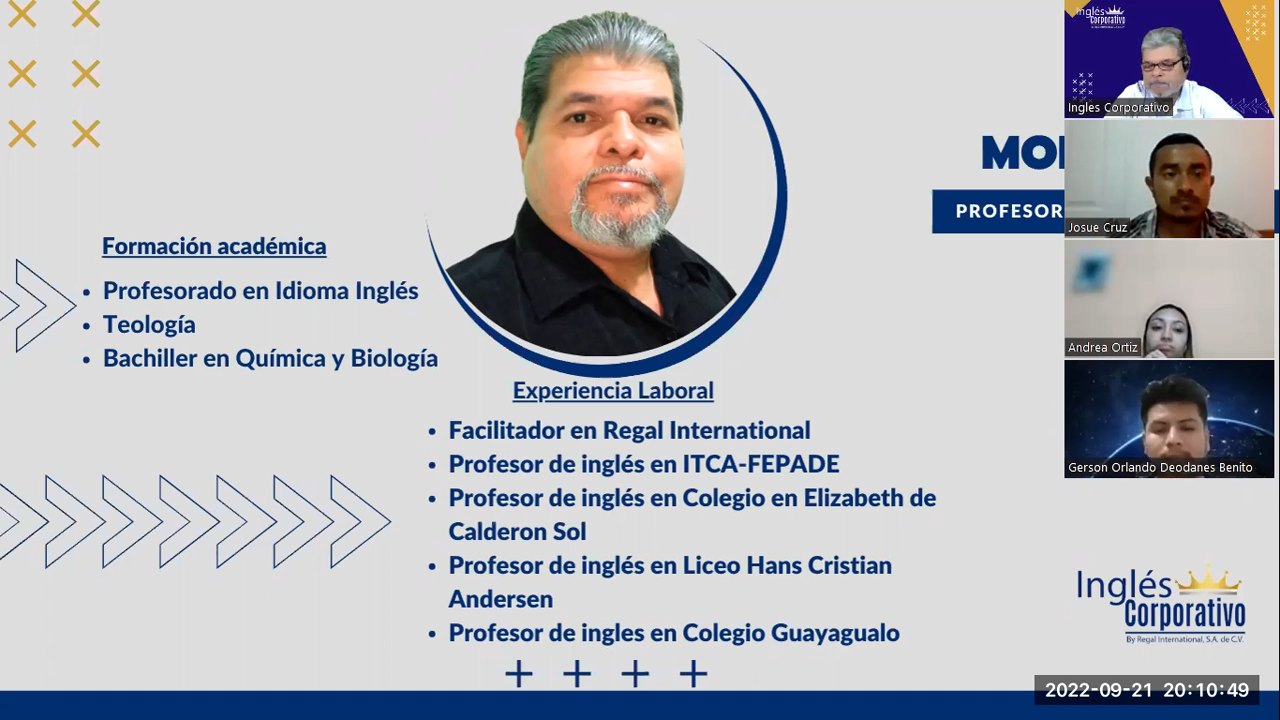 Formación académica
Profesorado en Idioma Inglés
Teología
Bachiller en Química y Biología
Experiencia Laboral
Facilitador en Regal International
Profesor de inglés en ITCA-FEPADE
Profesor de inglés en Colegio en Elizabeth de
Calderon Sol
Profesor de inglés en Liceo Hans Cristian
Andersen
Profesor de ingles en Colegio Guayagualo
PROFESOR
Inglés
Corporativo
Ingles Corporativo
Josue Cruz
Andrea Ortiz
Gerson Orlando Deodanes Benito
Inglés
Corporativo
By Regal International, S.A. de C.V.
2022-09-21 20:10:49